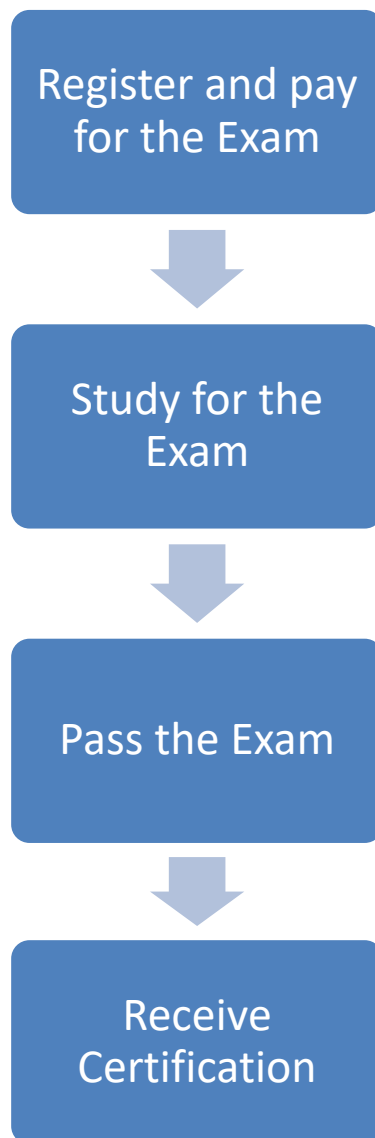 Register and pay
for the Exam
Study for the
Exam
Pass the Exam
Receive
Certification